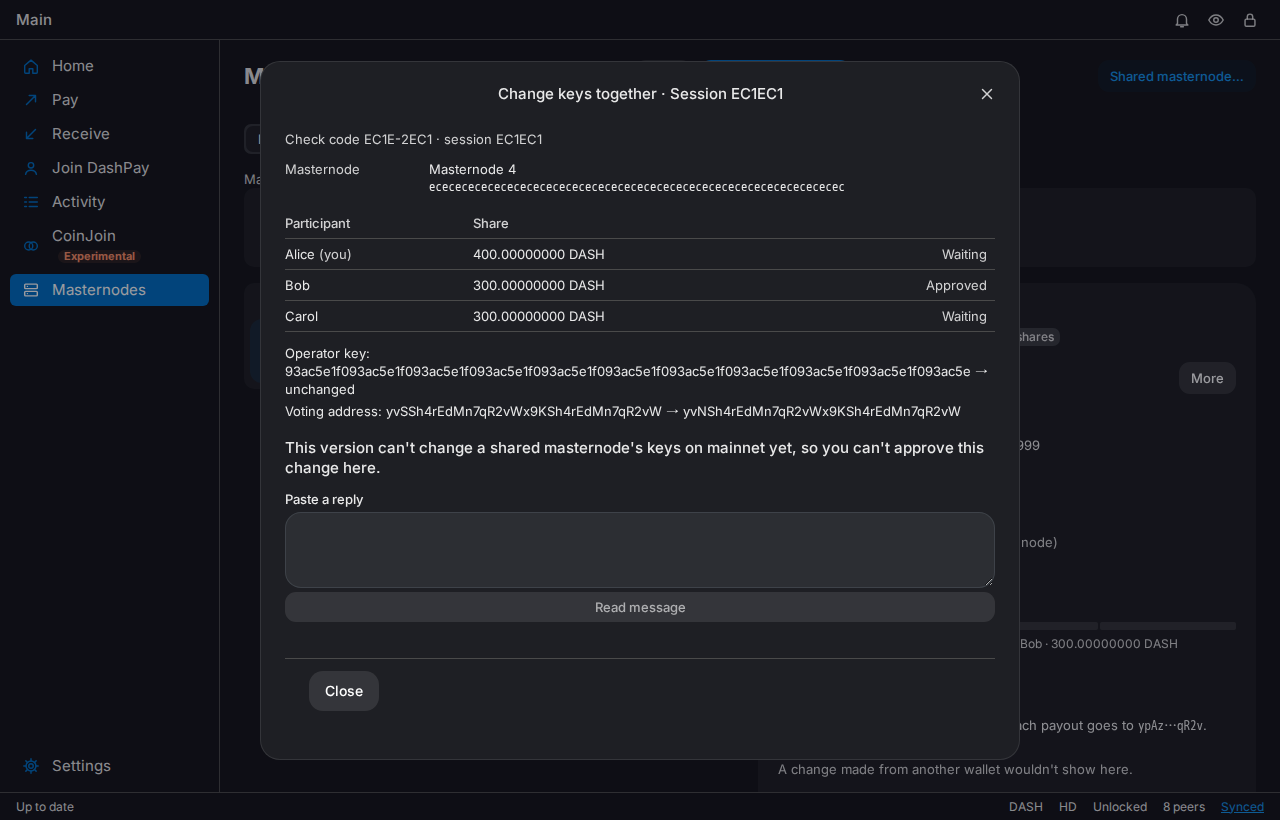 Main
Home
Pay
Receive
Join DashPay
Activity
CoinJoin
Experimental
Masternodes
Settings
Shared masternode...
Change keys together · Session EC1EC1
Check code EC1E-2EC1 · session EC1EC1
Masternode
Masternode 4
ecececececececececececececececececececececececececececececececec
Participant Share
Alice (you) 400.00000000 DASH Waiting
Bob 300.00000000 DASH Approved
Carol 300.00000000 DASH Waiting
Operator key:
93ac5e1f093ac5e1f093ac5e1f093ac5e1f093ac5e1f093ac5e1f093ac5e1f093ac5e1f093ac5e1f093ac5e1f093ac5e →
unchanged
Voting address: yvSSh4rEdMn7qR2vWx9KSh4rEdMn7qR2vW → yvNSh4rEdMn7qR2vWx9KSh4rEdMn7qR2vW
This version can't change a shared masternode's keys on mainnet yet, so you can't approve this
change here.
Paste a reply
Read message
Close
shares
More
999
node)
Bob · 300.00000000 DASH
payout goes to ypAz…qR2v.
A change made from another wallet wouldn't show here.
Up to date
DASH HD Unlocked 8 peers Synced